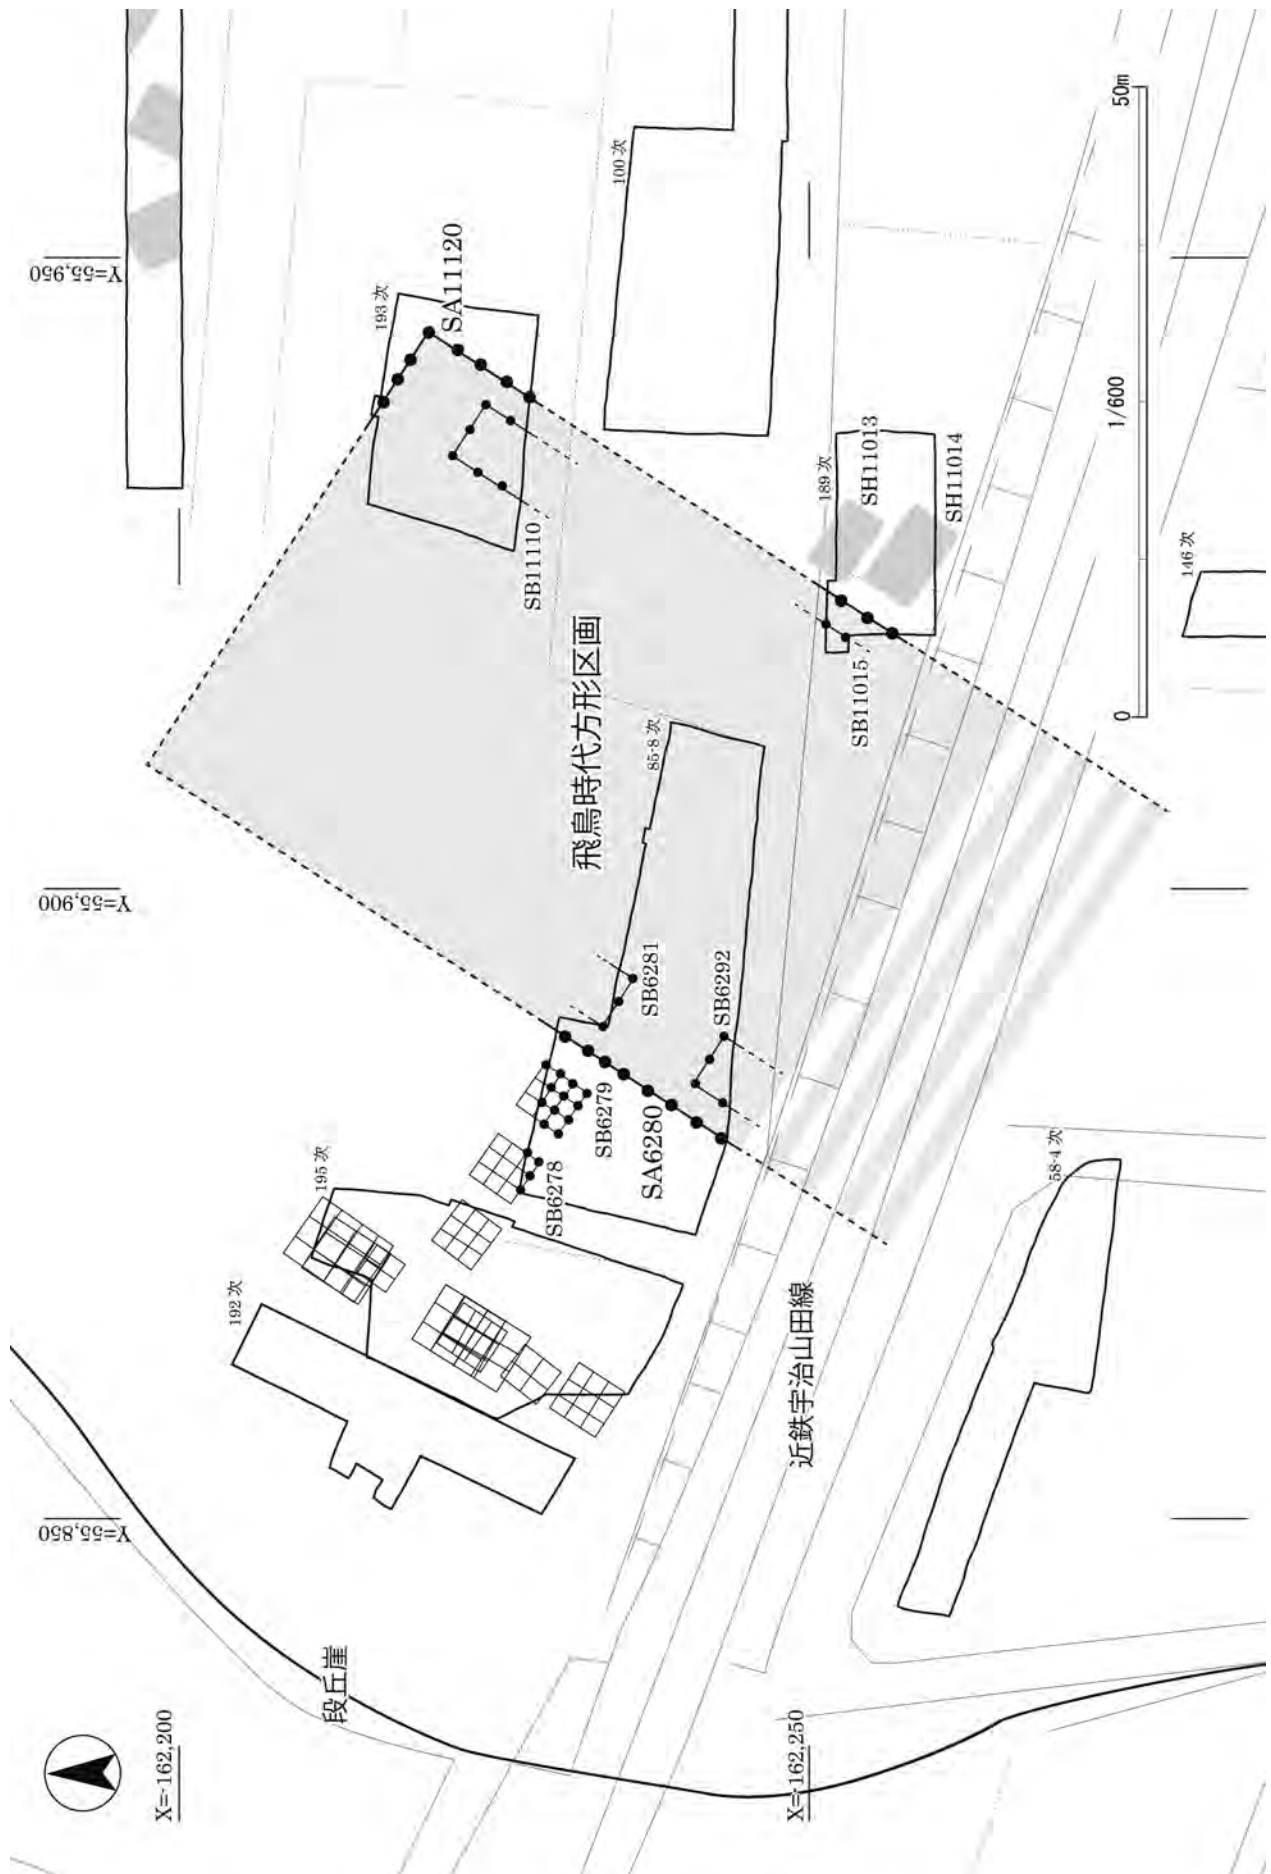 X=-162,200
X=-162,250
Y=55,850
Y=55,900
Y=55,950
段丘崖
192次
195次
SB6278
SB6279
SA6280
SB6281
SB6292
85-8次
飛鳥時代方形区画
193次
SA11120
SB11110
100次
189次
SH11013
SH11014
SB11015
146次
58-4次
近鉄宇治山田線
0
1/600
50m